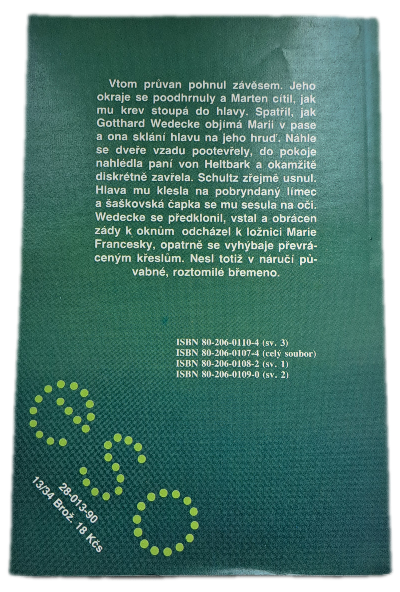 Vtom průvan pohnul závěsem. Jeho
okraje se poodhrnuly a Marten cítil, jak
mu krev stoupá do hlavy. Spatřil, jak
Gotthard Wedecke objímá Marii v pase
a ona sklání hlavu na jeho hruď. Náhle
se dveře vzadu pootevřely, do pokoje
nahlédla paní von Heltbark a okamžitě
diskrétně zavřela. Schultz zřejmě usnul.
Hlava mu klesla na pobryndaný límec
a šaškovská čapka se mu sesula na oči.
Wedecke se předklonil, vstal a obrácen
zády k oknům odcházel k ložnici Marie
Francesky, opatrně se vyhýbaje převrá-
ceným křeslům. Nesl totiž v náručí pů-
vabné, roztomilé břemeno.
ISBN 80-206-0110-4 (sv. 3)
ISBN 80-206-0107-4 (celý soubor)
ISBN 80-206-0108-2 (sv. 1)
ISBN 80-206-0109-0 (sv. 2)
eso
28-013-90
13/34 Brož. 18 Kčs